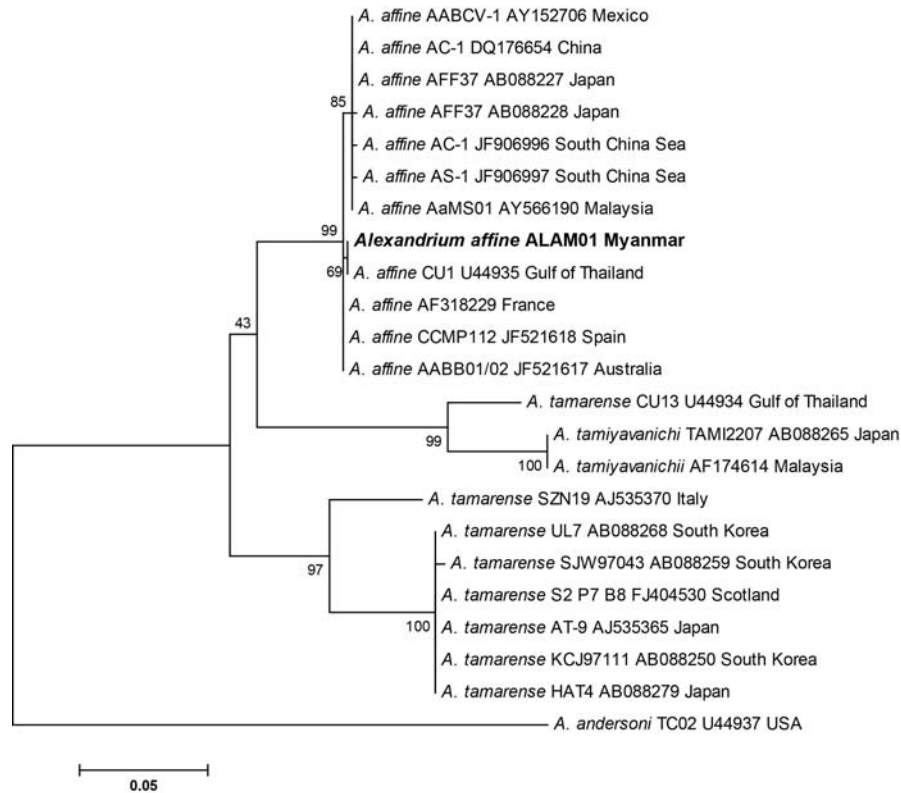 A. affine AABCV-1 AY152706 Mexico
A. affine AC-1 DQ176654 China
A. affine AFF37 AB088227 Japan
85
A. affine AFF37 AB088228 Japan
A. affine AC-1 JF906996 South China Sea
A. affine AS-1 JF906997 South China Sea
A. affine AaMS01 AY566190 Malaysia
99
Alexandrium affine ALAM01 Myanmar
69
A. affine CU1 U44935 Gulf of Thailand
A. affine AF318229 France
43
A. affine CCMP112 JF521618 Spain
A. affine AABB01/02 JF521617 Australia
A. tamarense CU13 U44934 Gulf of Thailand
99
A. tamiyavanichi TAMI2207 AB088265 Japan
100
A. tamiyavanichii AF174614 Malaysia
A. tamarense SZN19 AJ535370 Italy
A. tamarense UL7 AB088268 South Korea
97
A. tamarense SJW97043 AB088259 South Korea
A. tamarense S2 P7 B8 FJ404530 Scotland
100
A. tamarense AT-9 AJ535365 Japan
A. tamarense KCJ97111 AB088250 South Korea
A. tamarense HAT4 AB088279 Japan
A. andersoni TC02 U44937 USA
0.05